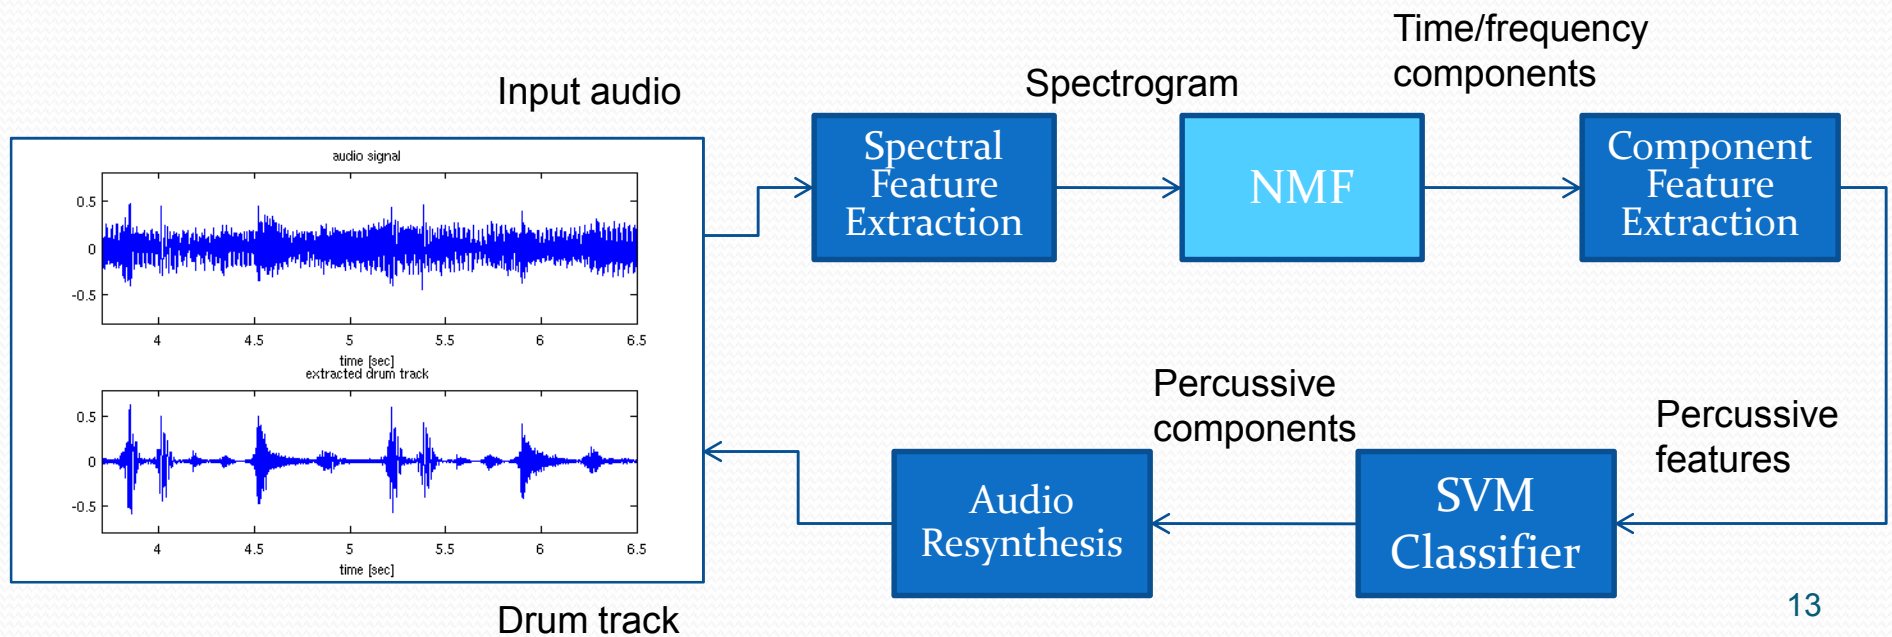 Input audio
audio signal
0.5
0
-0.5
4 4.5 5 5.5 6 6.5
time [sec]
extracted drum track
0.5
0
-0.5
4 4.5 5 5.5 6 6.5
time [sec]
Drum track
Spectral
Feature
Extraction
Spectrogram
NMF
Time/frequency
components
Component
Feature
Extraction
Percussive
features
SVM
Classifier
Percussive
components
Audio
Resynthesis
13